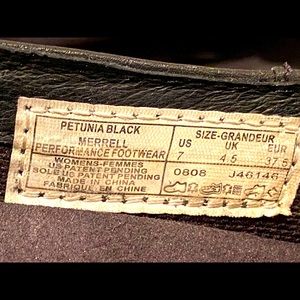 PETUNIA BLACK
MERRELL
PERFORMANCE FOOTWEAR
WOMENS-FEMMES
US PATENT PENDING
SOLE US PATENT PENDING
MADE IN CHINA
FABRIQUE EN CHINE
SIZE-GRANDEUR
US UK EUR
7 4.5 37.5
0808 J46146